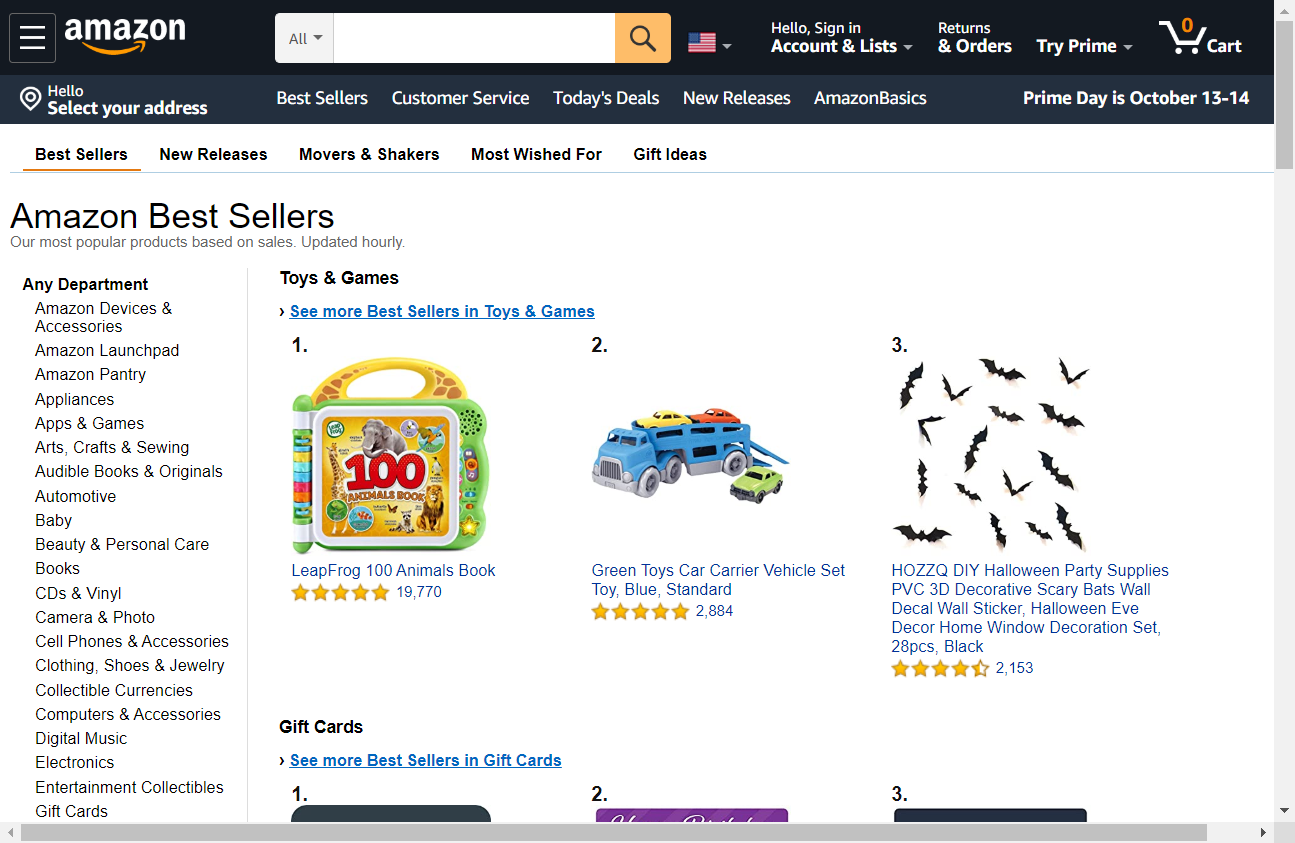 amazon
All
Hello, Sign in
Account & Lists
Returns
& Orders
Try Prime
0
Cart
Hello
Select your address
Best Sellers
Customer Service
Today's Deals
New Releases
AmazonBasics
Prime Day is October 13-14
Best Sellers
New Releases
Movers & Shakers
Most Wished For
Gift Ideas
Amazon Best Sellers
Our most popular products based on sales. Updated hourly.
Any Department
Amazon Devices &
Accessories
Amazon Launchpad
Amazon Pantry
Appliances
Apps & Games
Arts, Crafts & Sewing
Audible Books & Originals
Automotive
Baby
Beauty & Personal Care
Books
CDs & Vinyl
Camera & Photo
Cell Phones & Accessories
Clothing, Shoes & Jewelry
Collectible Currencies
Computers & Accessories
Digital Music
Electronics
Entertainment Collectibles
Gift Cards
Toys & Games
› See more Best Sellers in Toys & Games
1.
Leap
Frog
100
ANIMALS BOOK
LeapFrog 100 Animals Book
19,770
2.
Green Toys Car Carrier Vehicle Set
Toy, Blue, Standard
2,884
3.
HOZZQ DIY Halloween Party Supplies
PVC 3D Decorative Scary Bats Wall
Decal Wall Sticker, Halloween Eve
Decor Home Window Decoration Set,
28pcs, Black
2,153
Gift Cards
› See more Best Sellers in Gift Cards
1.
2.
3.